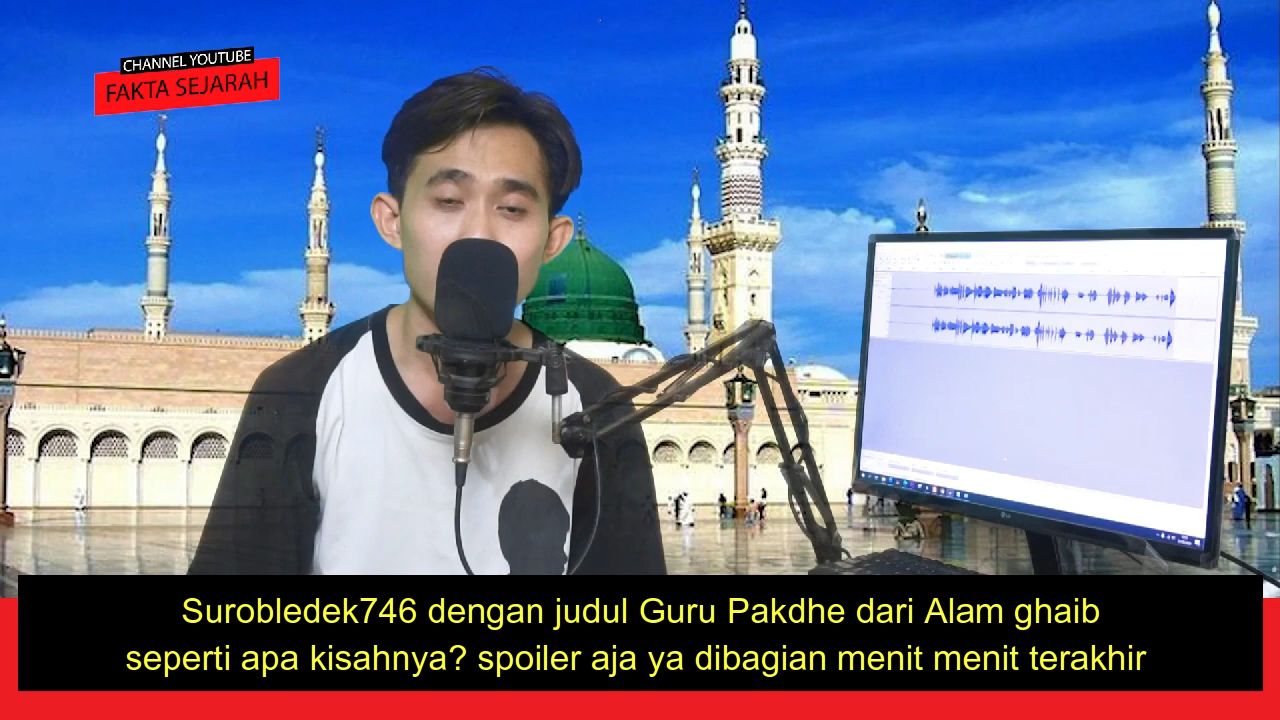 CHANNEL YOUTUBE
FAKTA SEJARAH
Surobledek746 dengan judul Guru Pakdhe dari Alam ghaib
seperti apa kisahnya? spoiler aja ya dibagian menit menit terakhir